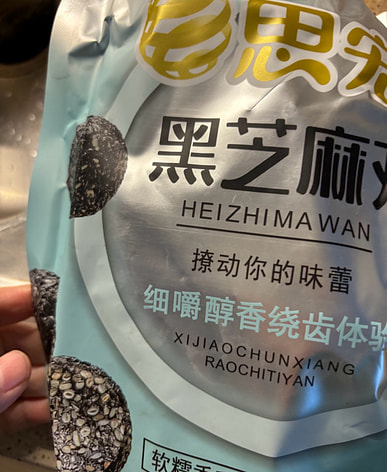 思宏
黑芝麻丸
HEIZHIMAWAN
撩动你的味蕾
细嚼醇香绕齿体验
XIJIAOCHUNXIANG
RAOCHITIYAN
软糯